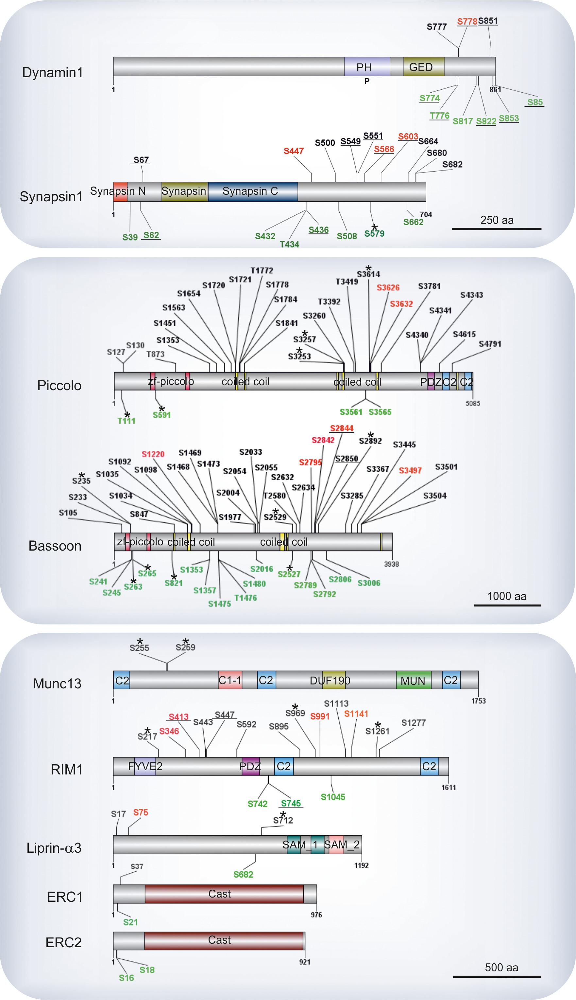 S778 S851
S777
Dynamin1
PH
GED
P
1
861
S774
S85
T776
S817
S822
S853
S551
S603
S500
S549
S664
S447
S566
S680
S67
S682
Synapsin1
Synapsin N
Synapsin
Synapsin C
1
704
S662
S39
S62
S432
T434
S436
S508
*
S579
250 aa
*
T1772
S3614
S1721
T3419
S1720
S1778
S3626
S3781
S1654
S4343
S1784
T3392
S3632
S1563
S4341
S3260
S1451
S1841
*
S4340
S4615
S1353
S3257
S4791
S130
*
S127
T873
S3253
Piccolo
zf-piccolo
coiled coil
coiled coil
PDZ
C2
C2
1
5085
*
T111
*
S591
S3561
S3565
S2844
S2842
*
S2892
S3445
S1220
S1469
S2033
S2850
S1092
S1098
S1468
S1473
S2795
S3367
S3497
S3501
*
S235
S1035
S2054
S2055
S2632
S2634
S233
S1034
S2004
T2580
S3285
S3504
S105
S847
S1977
*
S2529
Bassoon
zf-piccolo
coiled coil
coiled coil
1
3938
S241
S245
*
S263
*
S265
*
S821
S1353
S1357
S1475
T1476
S1480
S2016
*
S2527
S2789
S2792
S2806
S3006
1000 aa
*
S255
*
S259
Munc13
C2
C1-1
C2
DUF190
MUN
C2
1
1753
S1113
*
S969
S413
S447
S991
S1141
S443
S592
S895
S1277
*
S217
S346
*
S1261
RIM1
FYVE2
PDZ
C2
C2
1
1611
S742
S745
S1045
S17
S75
*
S712
Liprin-α3
SAM_1
SAM_2
1
1192
S682
S37
ERC1
Cast
1
976
S21
ERC2
Cast
1
921
S18
S16
500 aa